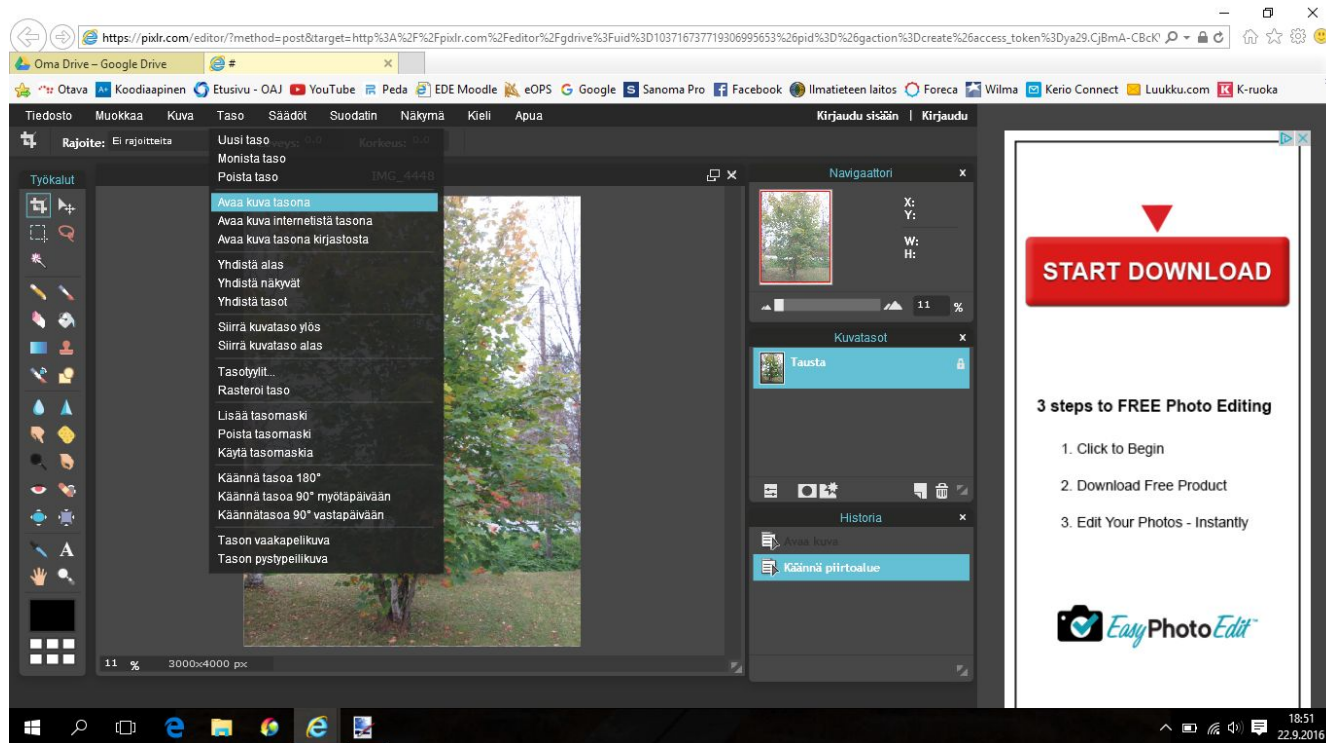 https://pixlr.com/editor/?method=post&target=http%3A%2F%2Fpixlr.com%2Feditor%2Fgdrive%3Fuid%3D103716737719306995653%26pid%3D%26gaction%3Dcreate%26access_token%3Dya29.CjBmA-CBcK
Oma Drive – Google Drive
#
Otava Koodiaapinen Etusivu - OAJ YouTube Peda EDE Moodle eOPS Google Sanoma Pro Facebook Ilmatieteen laitos Foreca Wilma Kerio Connect Luukku.com K-ruoka
Tiedosto Muokkaa Kuva Taso Säädöt Suodatin Näkymä Kieli Apua Kirjaudu sisään | Kirjaudu
Rajoite: Ei rajoitteita Korkeus: 0.0
Työkalut
IMG_4448
Uusi taso
Monista taso
Poista taso
Avaa kuva tasona
Avaa kuva internetistä tasona
Avaa kuva tasona kirjastosta
Yhdistä alas
Yhdistä näkyvät
Yhdistä tasot
Siirrä kuvataso ylös
Siirrä kuvataso alas
Tasotyylit...
Rasteroi taso
Lisää tasomaski
Poista tasomaski
Käytä tasomaskia
Käännä tasoa 180°
Käännä tasoa 90° myötäpäivään
Käännätasoa 90° vastapäivään
Tason vaakapelikuva
Tason pystypeilikuva
11 % 3000x4000 px
Navigaattori
X:
Y:
W:
H:
11 %
Kuvatasot
Tausta
Historia
Avaa kuva
Käännä piirtoalue
START DOWNLOAD
3 steps to FREE Photo Editing
1. Click to Begin
2. Download Free Product
3. Edit Your Photos - Instantly
Easy Photo Edit
18:51
22.9.2016